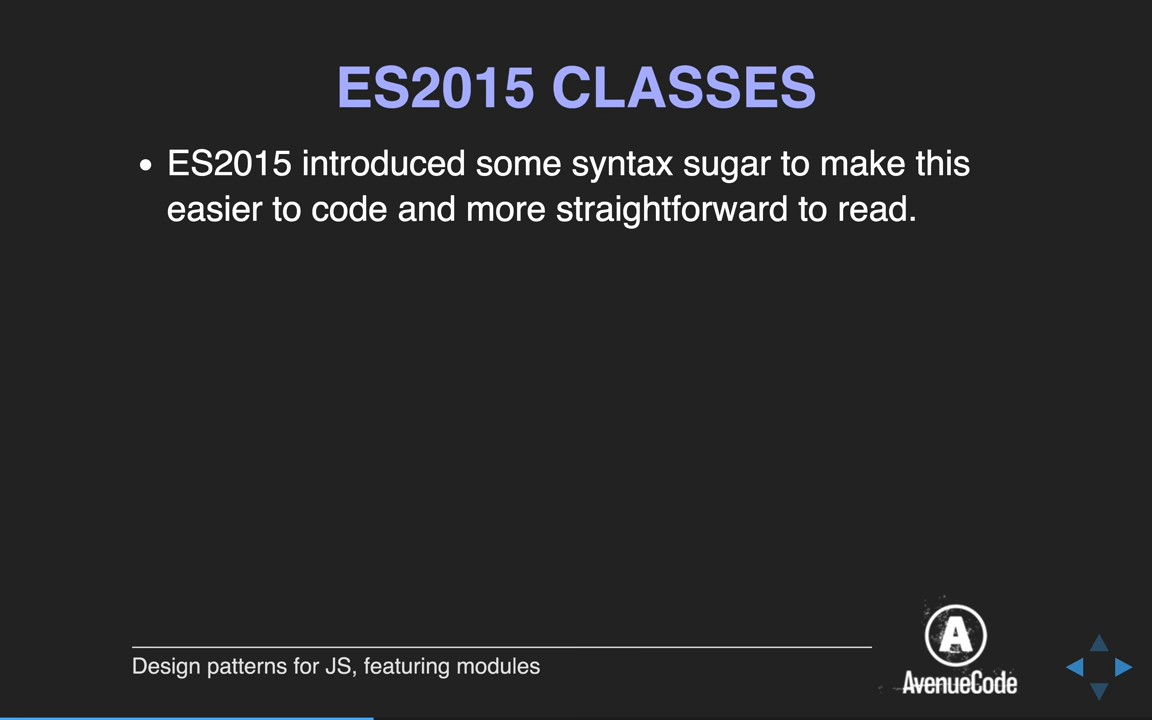 ES2015 CLASSES
• ES2015 introduced some syntax sugar to make this
easier to code and more straightforward to read.
Design patterns for JS, featuring modules
A
AvenueCode